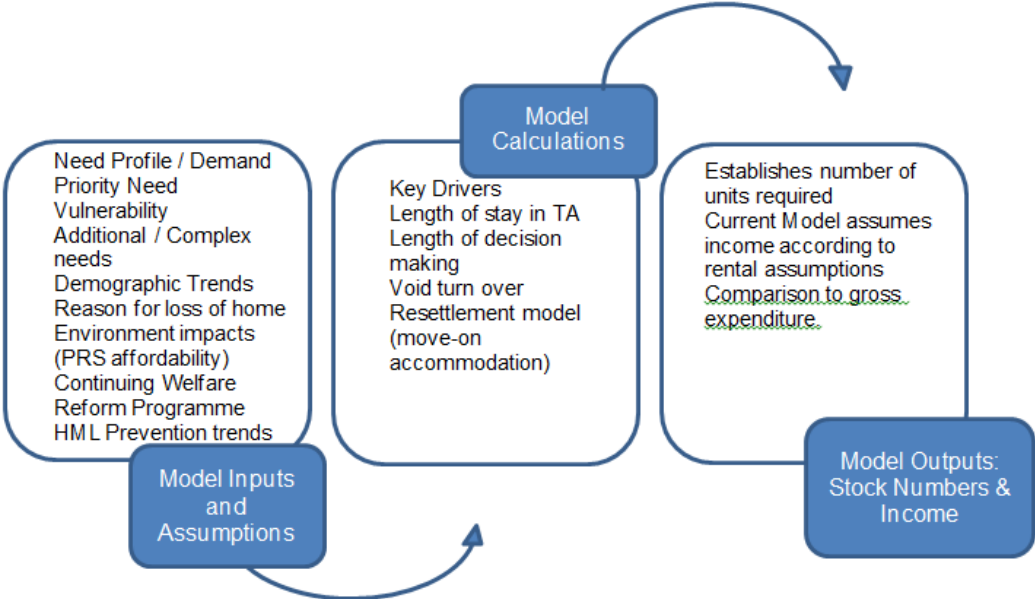 Need Profile / Demand
Priority Need
Vulnerability
Additional / Complex
needs
Demographic Trends
Reason for loss of home
Environment impacts
(PRS affordability)
Continuing Welfare
Reform Programme
HML Prevention trends
Model Inputs
and
Assumptions
Model
Calculations
Key Drivers
Length of stay in TA
Length of decision
making
Void turn over
Resettlement model
(move-on
accommodation)
Establishes number of
units required
Current Model assumes
income according to
rental assumptions
Comparison to gross
expenditure.
Model Outputs:
Stock Numbers &
Income